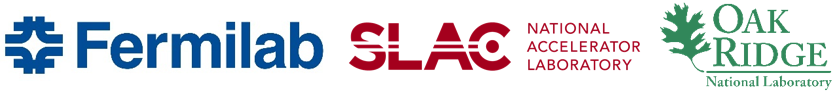 Fermilab
SLAC
NATIONAL
ACCELERATOR
LABORATORY
OAK
RIDGE
National Laboratory